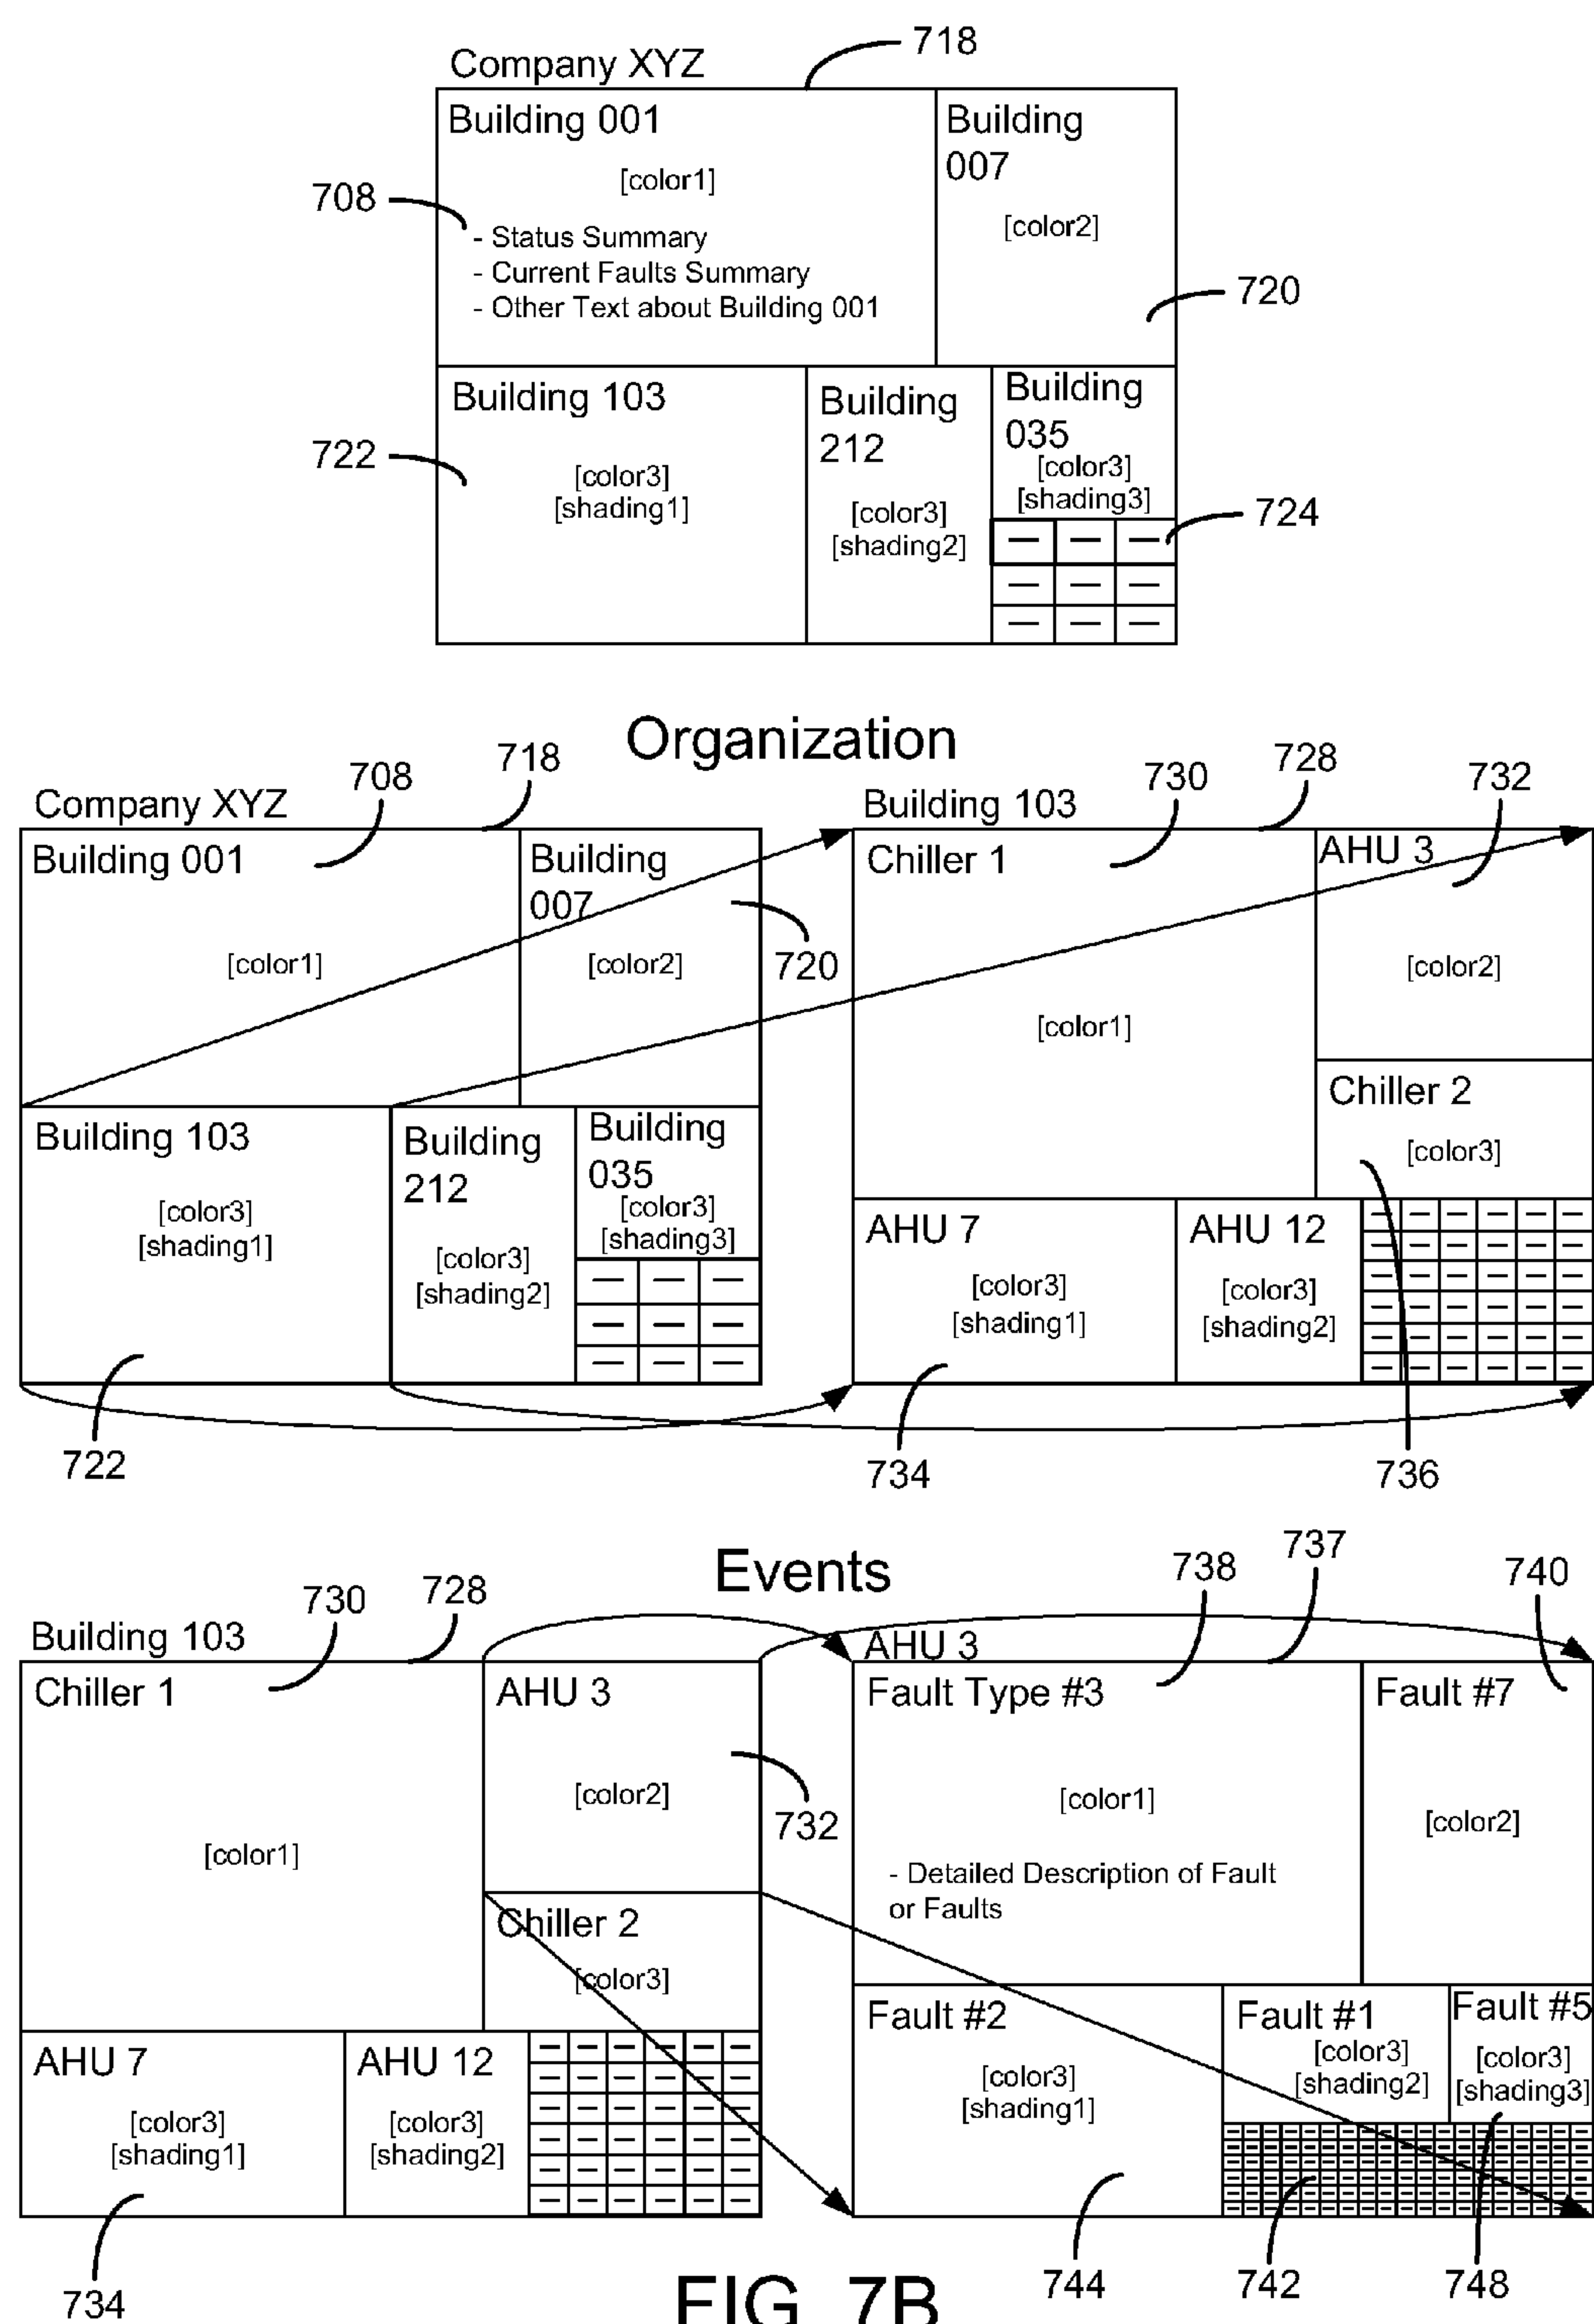 718
Company XYZ
Building 001
Building
007
[color1]
[color2]
708
- Status Summary
- Current Faults Summary
- Other Text about Building 001
720
Building 103
Building
212
Building
035
722
[color3]
[shading1]
[color3]
[shading2]
[color3]
[shading3]
724
Organization
708
718
Company XYZ
Building 001
Building
007
[color1]
[color2]
720
Building 103
[color3]
[shading1]
Building
212
[color3]
[shading2]
Building
035
[color3]
[shading3]
722
730
728
732
Building 103
Chiller 1
[color1]
AHU 3
[color2]
Chiller 2
[color3]
AHU 7
[color3]
[shading1]
AHU 12
[color3]
[shading2]
734
736
Events
730
728
Building 103
Chiller 1
[color1]
AHU 3
[color2]
732
Chiller 2
[color3]
AHU 7
[color3]
[shading1]
AHU 12
[color3]
[shading2]
734
738
737
740
AHU 3
Fault Type #3
[color1]
- Detailed Description of Fault
or Faults
Fault #7
[color2]
Fault #2
[color3]
[shading1]
Fault #1
[color3]
[shading2]
Fault #5
[color3]
[shading3]
744
742
748
FIG. 7B